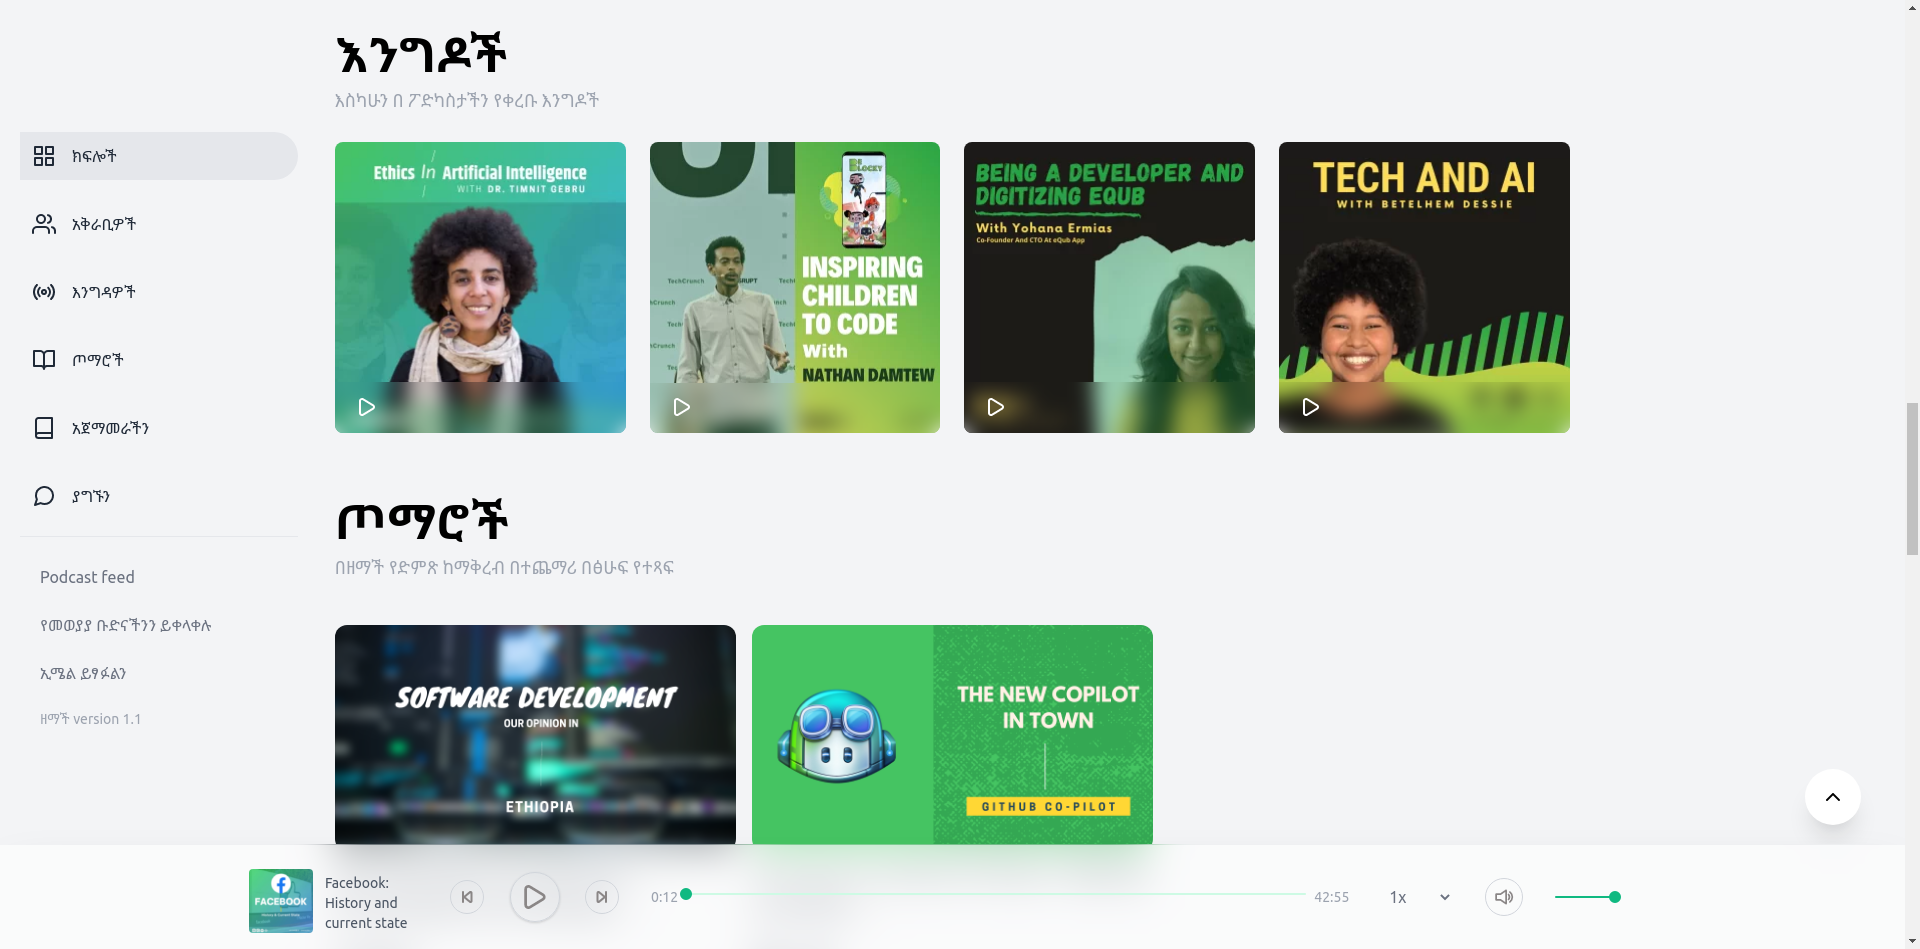 ክፍሎች
አቅራቢዎች
እንግዳዎች
ጦማሮች
አጀማመራችን
ያግኙን
Podcast feed
የመወያያ ቡድናችንን ይቀላቀሉ
ኢሜል ይፃፉልን
ዘማች version 1.1
እንግዶች
እስካሁን በ ፖድካስታችን የቀረቡ እንግዶች
Ethics In Artificial Intelligence
WITH DR. TIMNIT GEBRU
BE BLOCKY
TechCrunch
INSPIRING
CHILDREN
TO CODE
With
NATHAN DAMTEW
BEING A DEVELOPER AND
DIGITIZING EQUB
With Yohana Ermias
Co-Founder And CTO At eQub App
TECH AND AI
WITH BETELHEM DESSIE
ጦማሮች
በዘማች የድምጽ ከማቅረብ በተጨማሪ በፅሁፍ የተጻፍ
SOFTWARE DEVELOPMENT
OUR OPINION IN
ETHIOPIA
THE NEW COPILOT
IN TOWN
GITHUB CO-PILOT
FACEBOOK
Facebook:
History and
current state
0:12
42:55
1x